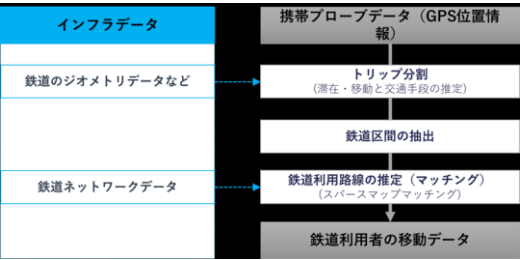 インフラデータ
鉄道のジオメトリデータなど
鉄道ネットワークデータ
携帯プローブデータ（GPS位置情
報）
トリップ分割
（滞在・移動と交通手段の推定）
鉄道区間の抽出
鉄道利用路線の推定（マッチング）
（スパースマップマッチング）
鉄道利用者の移動データ